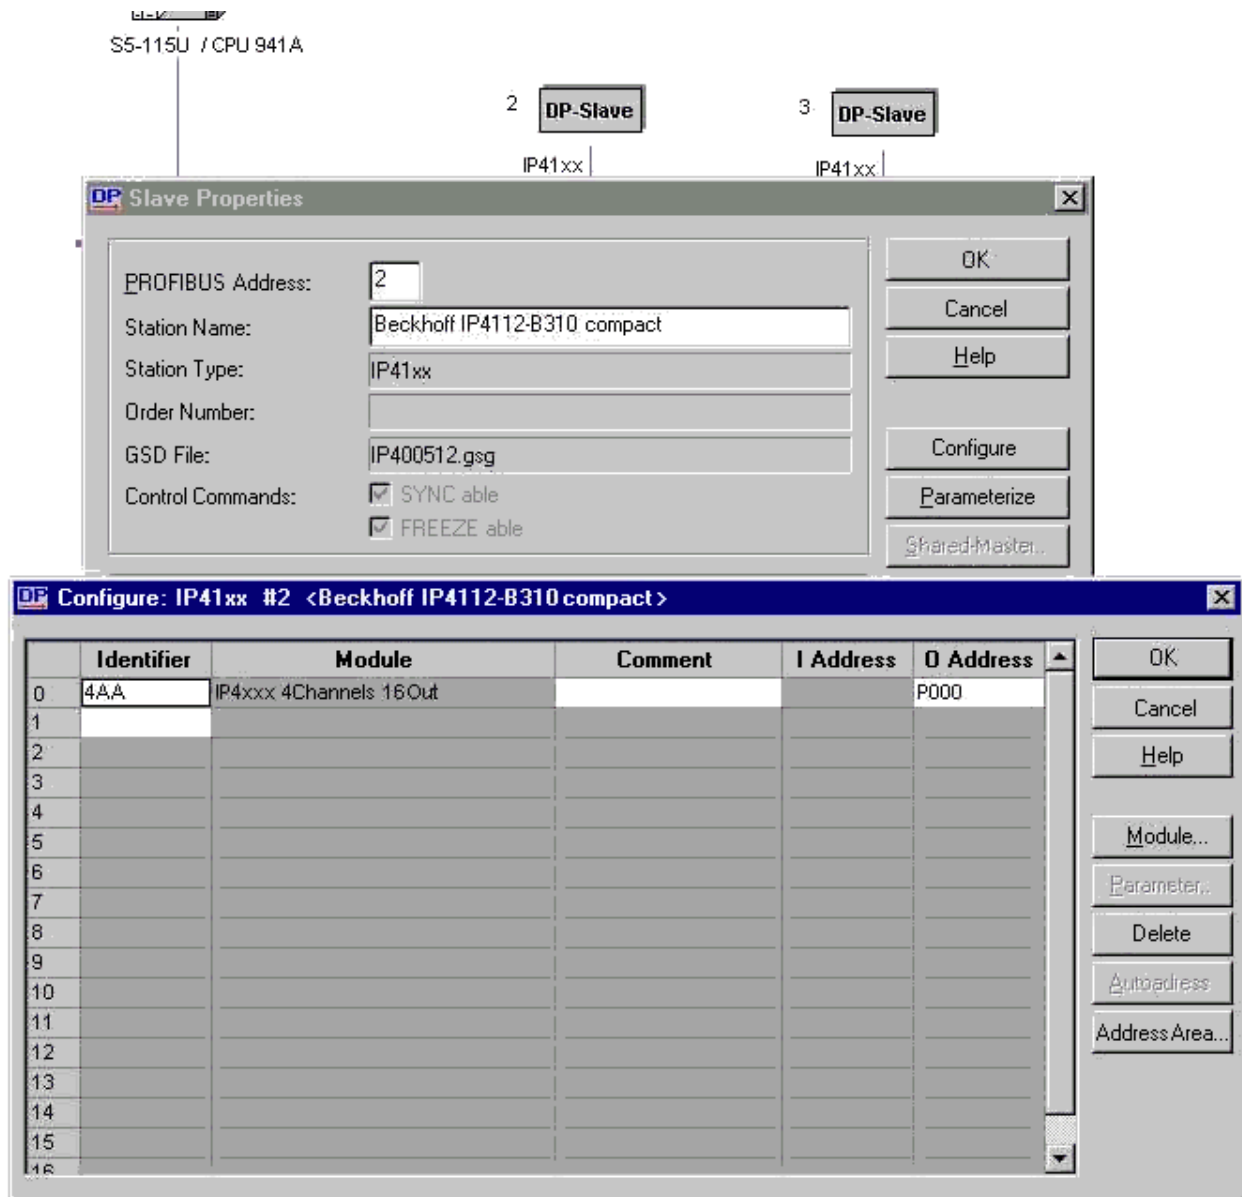 S5-115U / CPU 941A
2 DP-Slave
3 DP-Slave
IP41xx
IP41xx
DP Slave Properties
PROFIBUS Address: 2
Station Name: Beckhoff IP4112-B310 compact
Station Type: IP41xx
Order Number:
GSD File: IP400512.gsg
Control Commands: SYNC able
FREEZE able
OK
Cancel
Help
Configure
Parameterize
Shared-Master..
DP Configure: IP41xx #2 <Beckhoff IP4112-B310 compact>
Identifier Module Comment I Address O Address
0 4AA IP4xxx 4Channels 16Out P000
1
2
3
4
5
6
7
8
9
10
11
12
13
14
15
16
OK
Cancel
Help
Module...
Parameter..
Delete
Autoadress
Address Area...